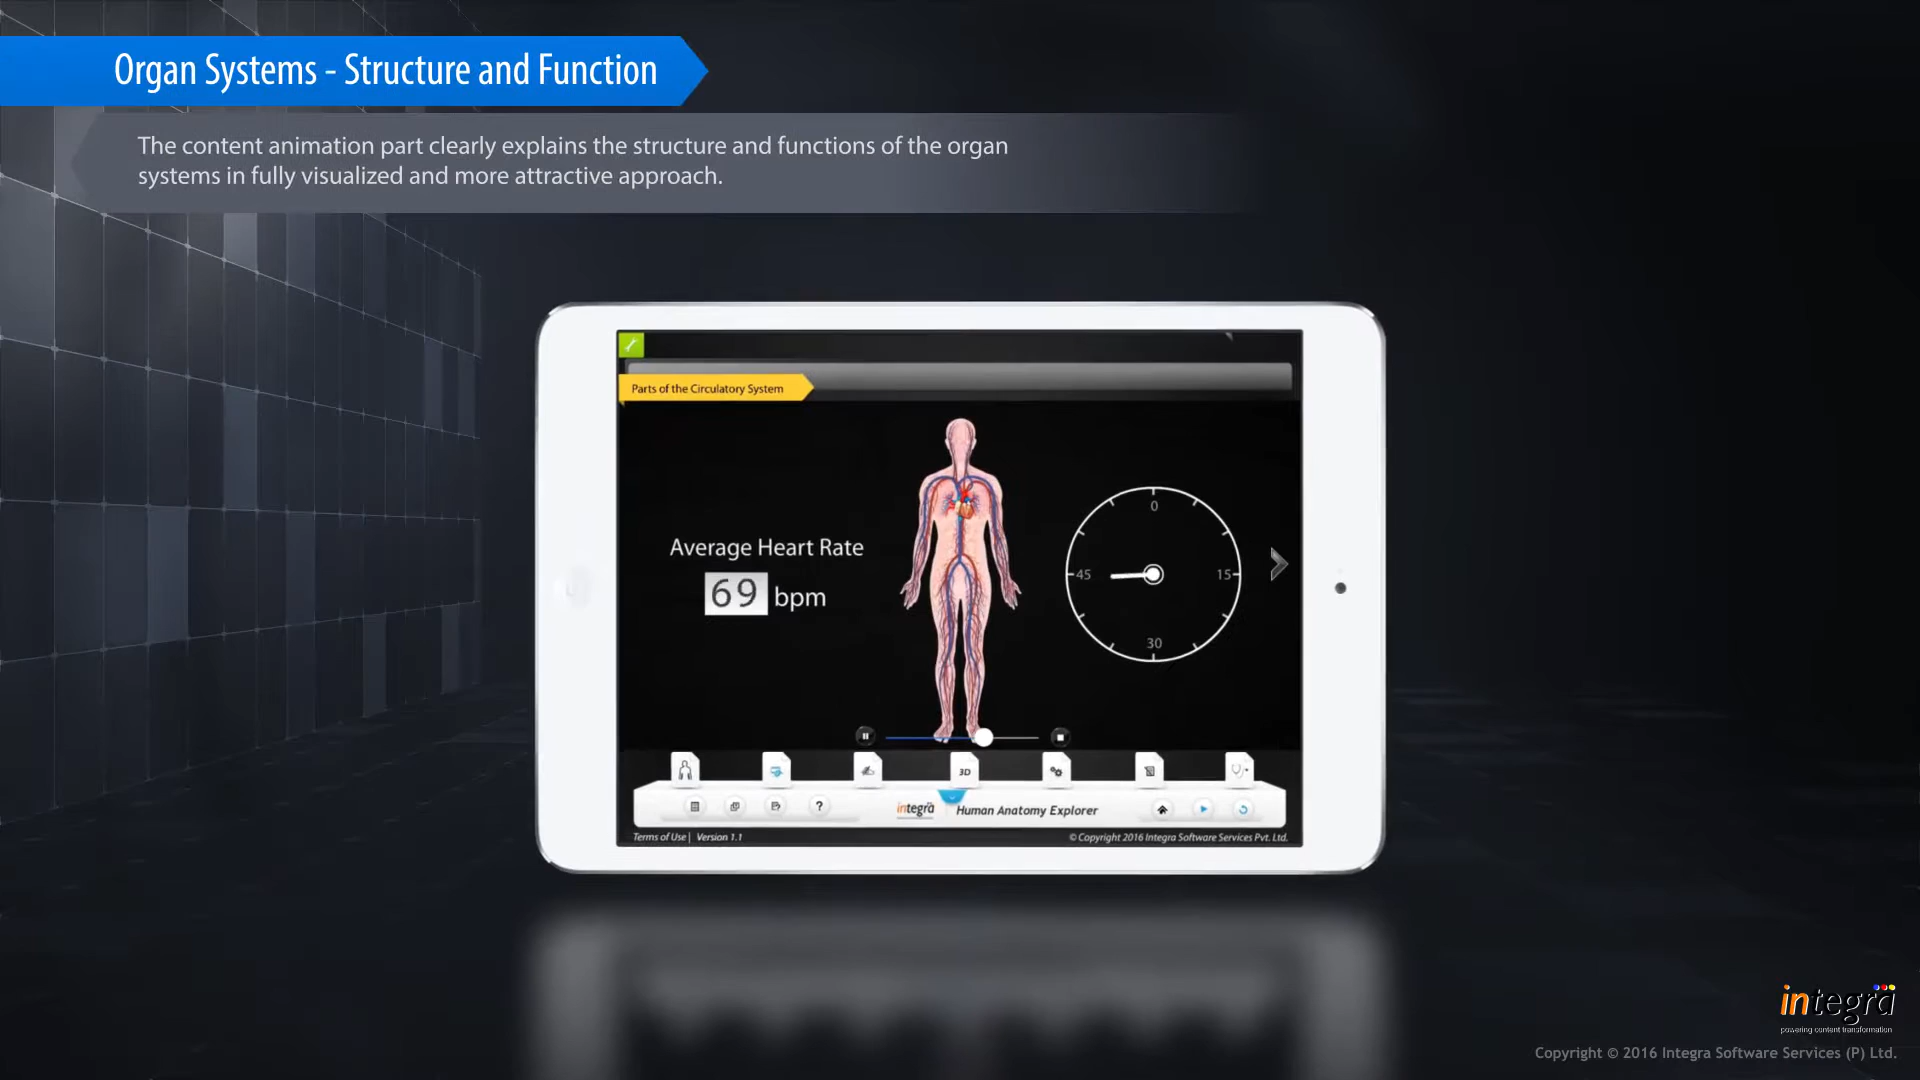 Organ Systems - Structure and Function
The content animation part clearly explains the structure and functions of the organ
systems in fully visualized and more attractive approach.
Parts of the Circulatory System
Average Heart Rate
69 bpm
0
15
30
45
3D
?
integra
Human Anatomy Explorer
Terms of Use | Version 1.1
© Copyright 2016 Integra Software Services Pvt. Ltd.
integra
powering content transformation
Copyright © 2016 Integra Software Services (P) Ltd.